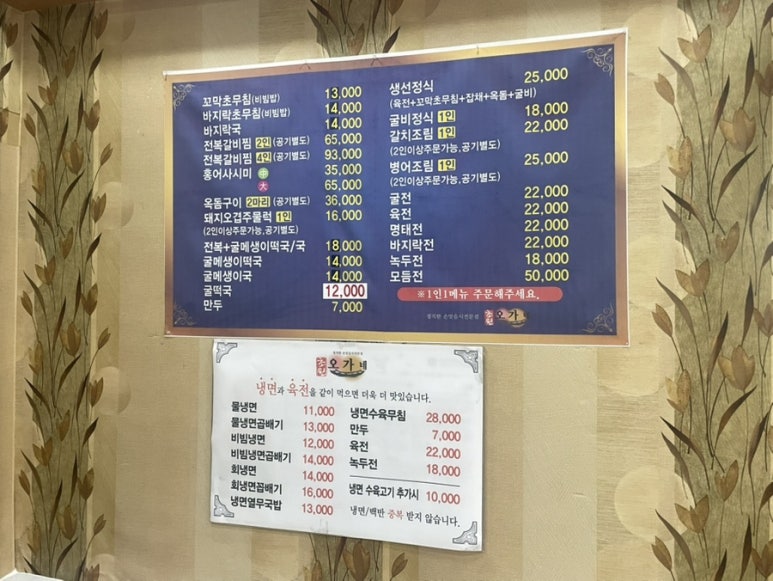 꼬막초무침(비빔밥) 13,000
바지락초무침(비빔밥) 14,000
바지락국 14,000
전복갈비찜 2인 (공기별도) 65,000
전복갈비찜 4인 (공기별도) 93,000
홍어사시미 中 35,000
大 65,000
옥돔구이 2마리 (공기별도) 36,000
돼지오겹주물럭 1인 16,000
(2인이상주문가능,공기별도)
전복+굴메생이떡국/국 18,000
굴메생이떡국 14,000
굴메생이국 14,000
굴떡국 12,000
만두 7,000
생선정식 25,000
(육전+꼬막초무침+잡채+옥돔+굴비)
굴비정식 1인 18,000
갈치조림 1인 22,000
(2인이상주문가능,공기별도)
병어조림 1인 25,000
(2인이상주문가능,공기별도)
굴전 22,000
육전 22,000
명태전 22,000
바지락전 22,000
녹두전 18,000
모듬전 50,000
※1인1메뉴 주문해주세요.
오가네
오가네
냉면과 육전을 같이 먹으면 더욱 더 맛있습니다.
물냉면 11,000
물냉면곱배기 13,000
비빔냉면 12,000
비빔냉면곱배기 14,000
회냉면 14,000
회냉면곱배기 16,000
냉면열무국밥 13,000
냉면수육무침 28,000
만두 7,000
육전 22,000
녹두전 18,000
냉면 수육고기 추가시 10,000
냉면/백반 중복 받지 않습니다.